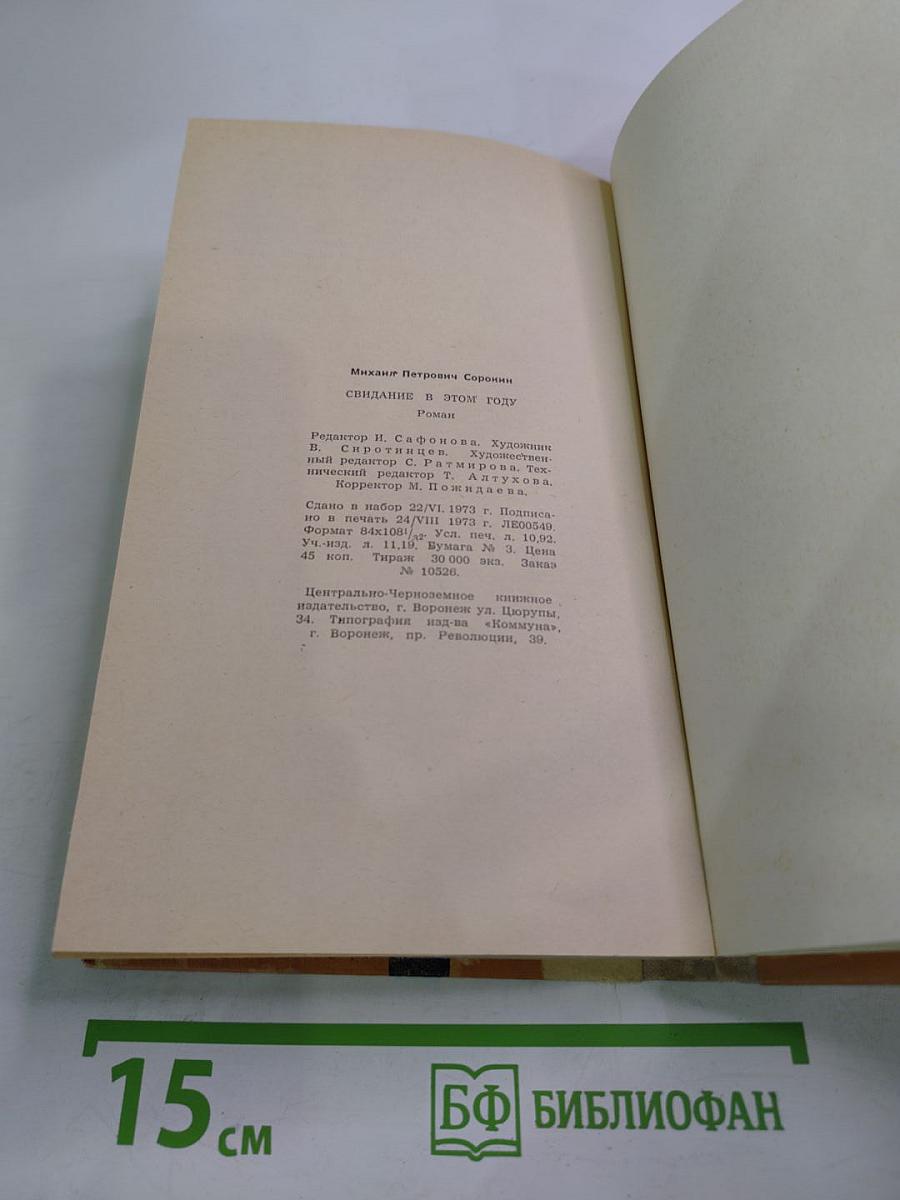 Михаил Петрович Соронин
СВИДАНИЕ В ЭТОМ ГОДУ
Роман
Редактор И. Сафонова. Художник
В. Сиротинцев. Художествен-
ный редактор С. Ратмирова. Тех-
нический редактор Т. Алтухова.
Корректор М. Пожидаева.
Сдано в набор 22/VI. 1973 г. Подписа-
но в печать 24/VIII 1973 г. ЛЕ00549.
Формат 84х108 1/32. Усл. печ. л. 10,92.
Уч.-изд. л. 11,19. Бумага № 3. Цена
45 коп. Тираж 30 000 экз. Заказ
№ 10526.
Центрально-Черноземное книжное
издательство, г. Воронеж ул. Цюрупы,
34. Типография изд-ва «Коммуна»,
г. Воронеж, пр. Революции, 39.
15 см
БФ БИБЛИОФАН